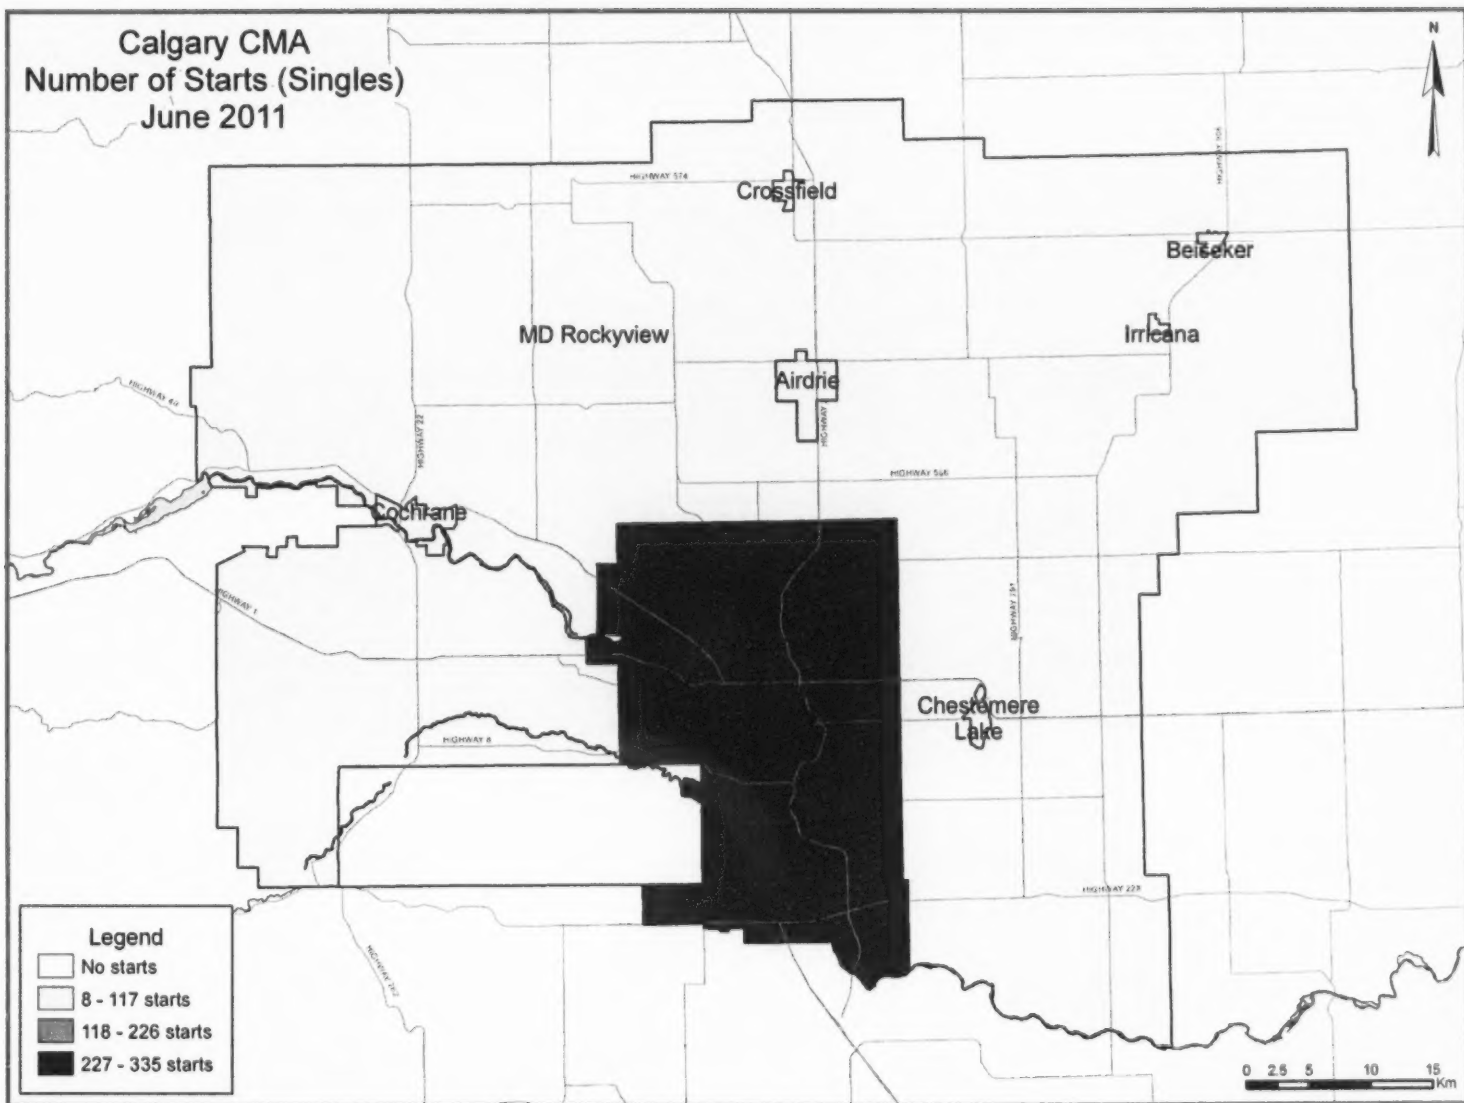 Calgary CMA
Number of Starts (Singles)
June 2011
N
HIGHWAY 574
Crossfield
Beiseker
MD Rockyview
Irricana
Airdrie
HIGHWAY
HIGHWAY 22
HIGHWAY 566
Cochrane
HIGHWAY 1
HIGHWAY 791
Chestemere
Lake
HIGHWAY 8
HIGHWAY 22X
Legend
No starts
8 - 117 starts
118 - 226 starts
227 - 335 starts
0 2.5 5 10 15
Km